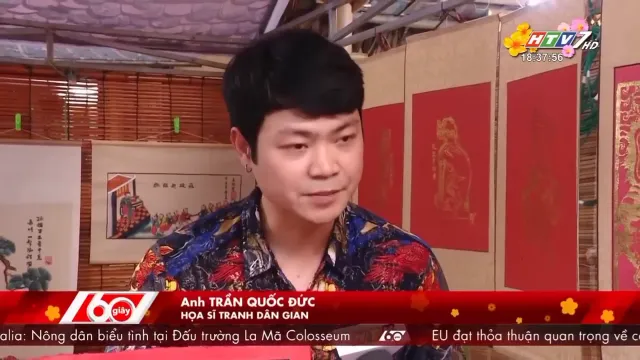 HTV7 HD
18:37:56
Anh TRẦN QUỐC ĐỨC
HỌA SĨ TRANH DÂN GIAN
60 giây
alia: Nông dân biểu tình tại Đấu trường La Mã Colosseum
60
EU đạt thỏa thuận quan trọng về c